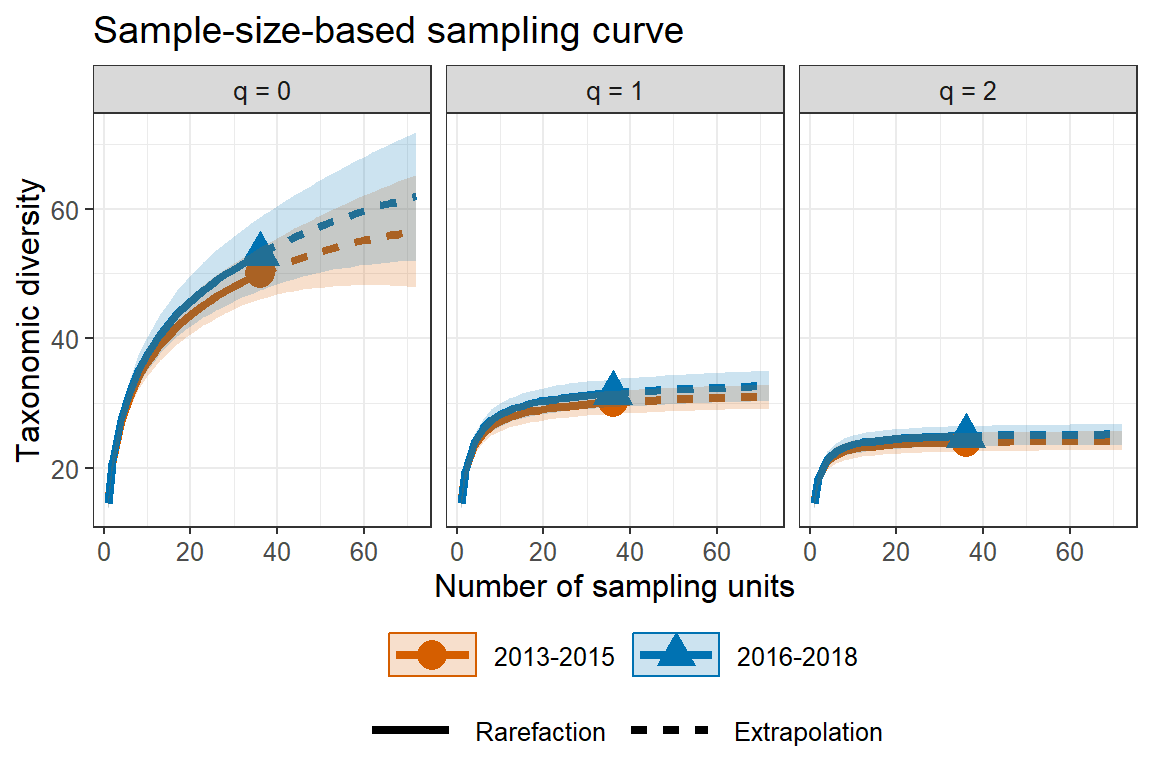 Sample-size-based sampling curve
q = 0
q = 1
q = 2
Taxonomic diversity
60
40
20
0 20 40 60
0 20 40 60
0 20 40 60
Number of sampling units
2013-2015
2016-2018
Rarefaction
Extrapolation